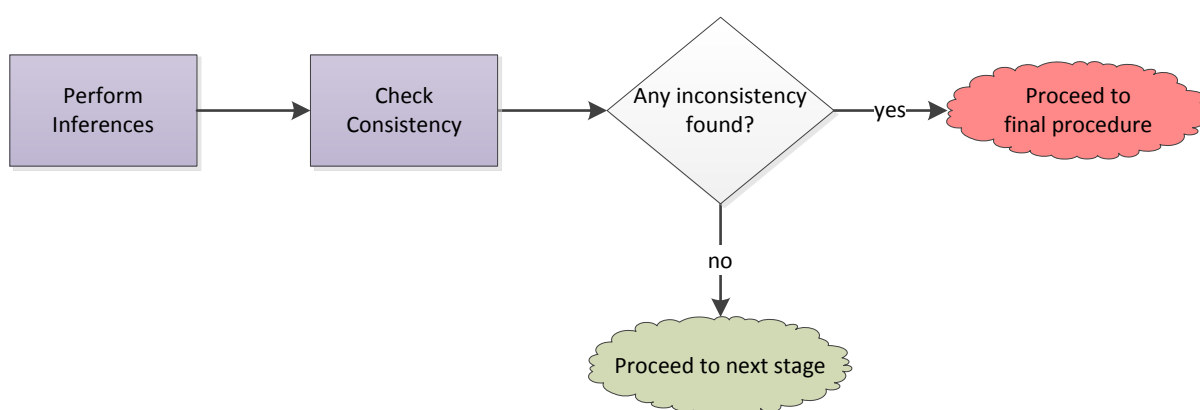 Perform
Inferences
Check
Consistency
Any inconsistency
found?
yes
Proceed to
final procedure
no
Proceed to next stage